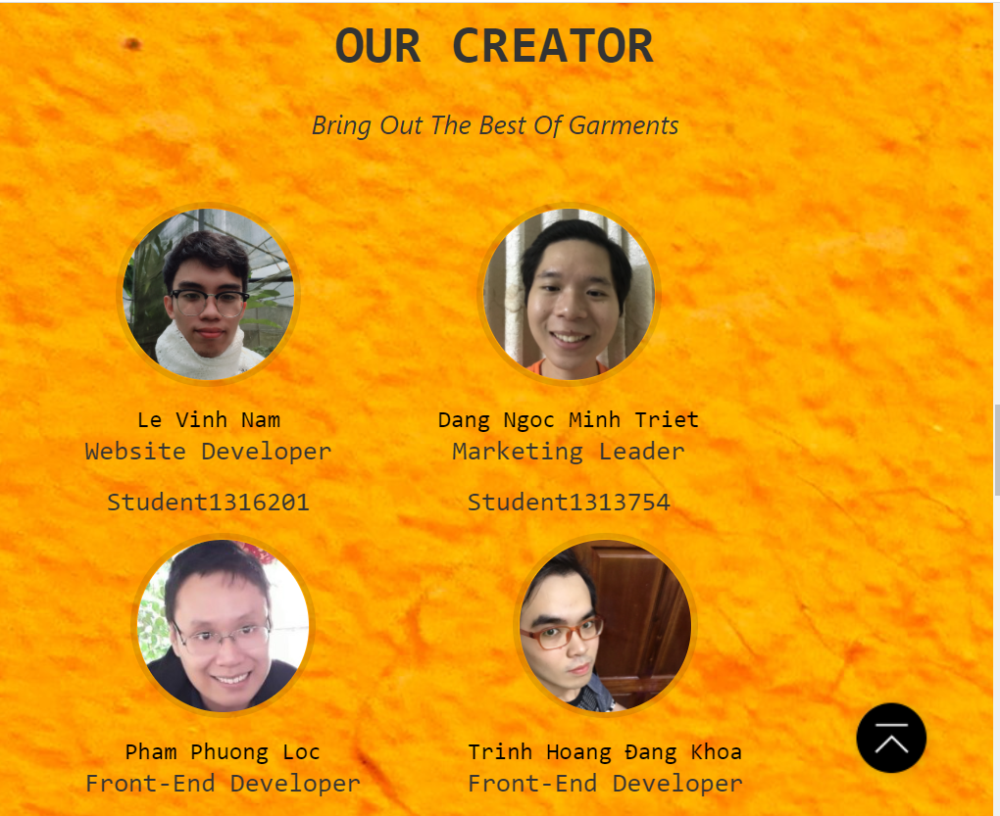 OUR CREATOR
Bring Out The Best Of Garments
Le Vinh Nam
Dang Ngoc Minh Triet
Website Developer
Marketing Leader
Student1316201
Student1313754
Pham Phuong Loc
Trinh Hoang Đang Khoa
Front-End Developer
Front-End Developer